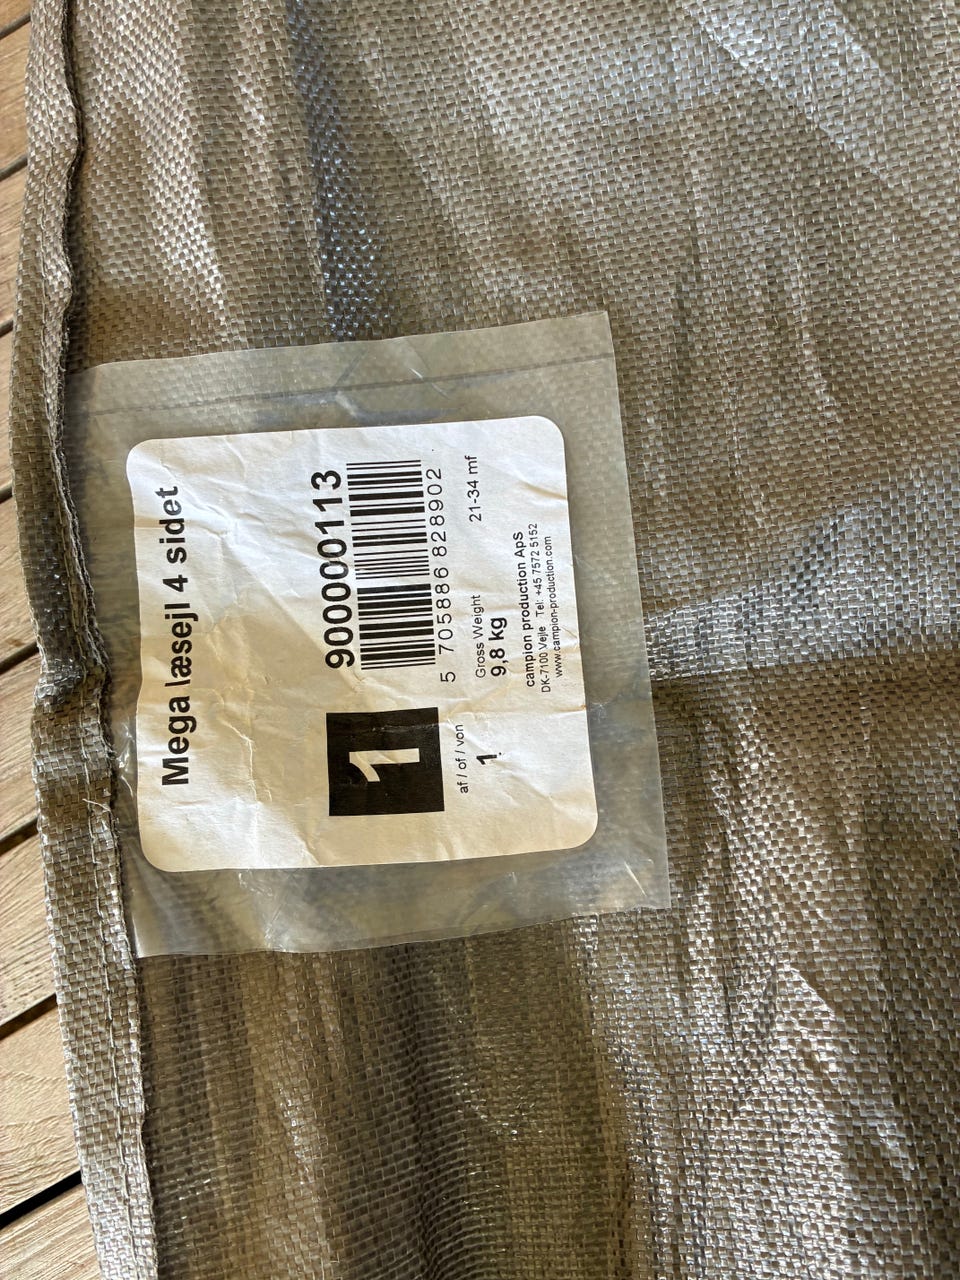 Mega læsejl 4 sidet
1
af / of / von
1
900000113
5 705886 828902
Gross Weight
9,8 kg
21-34 mf
campion production Aps
DK-7100 Vejle Tel: +45 7572 5152
www.campion-production.com